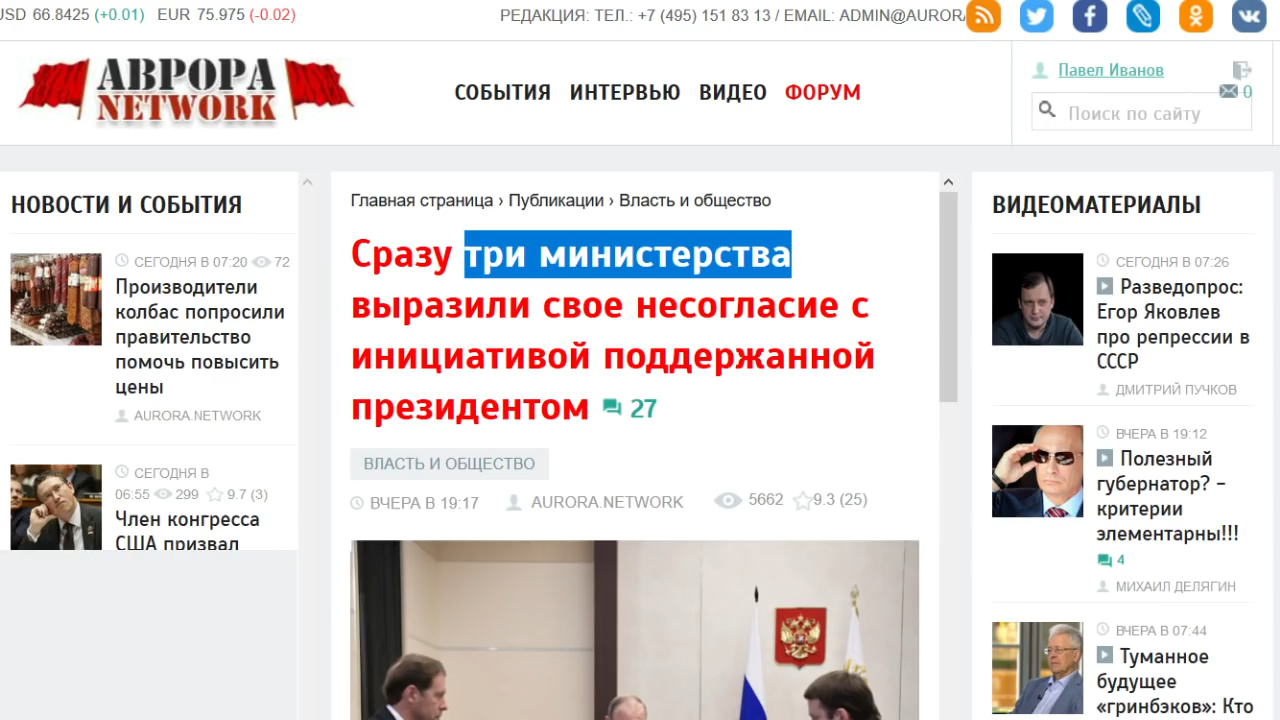 USD 66.8425 (+0.01) EUR 75.975 (-0.02)
РЕДАКЦИЯ: ТЕЛ.: +7 (495) 151 83 13 / EMAIL: ADMIN@AURORA
АВРОРА
NETWORK
СОБЫТИЯ ИНТЕРВЬЮ ВИДЕО ФОРУМ
Павел Иванов
0
Поиск по сайту
НОВОСТИ И СОБЫТИЯ
СЕГОДНЯ В 07:20 72
Производители
колбас попросили
правительство
помочь повысить
цены
AURORA.NETWORK
СЕГОДНЯ В
06:55 299 9.7 (3)
Член конгресса
США призвал
Главная страница › Публикации › Власть и общество
Сразу три министерства
выразили свое несогласие с
инициативой поддержанной
президентом 27
ВЛАСТЬ И ОБЩЕСТВО
ВЧЕРА В 19:17 AURORA.NETWORK 5662 9.3 (25)
ВИДЕОМАТЕРИАЛЫ
СЕГОДНЯ В 07:26
Разведопрос:
Егор Яковлев
про репрессии в
СССР
ДМИТРИЙ ПУЧКОВ
ВЧЕРА В 19:12
Полезный
губернатор? -
критерии
элементарны!!!
4
МИХАИЛ ДЕЛЯГИН
ВЧЕРА В 07:44
Туманное
будущее
«гринбэков»: Кто